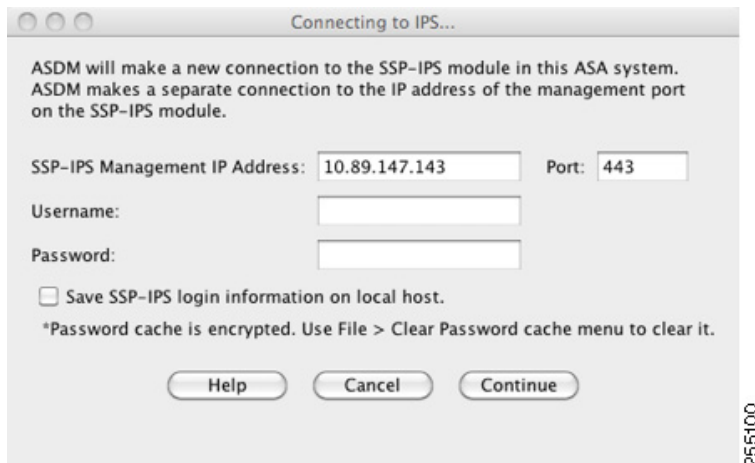 Connecting to IPS...
ASDM will make a new connection to the SSP-IPS module in this ASA system.
ASDM makes a separate connection to the IP address of the management port
on the SSP-IPS module.
SSP-IPS Management IP Address: 10.89.147.143 Port: 443
Username:
Password:
Save SSP-IPS login information on local host.
*Password cache is encrypted. Use File > Clear Password cache menu to clear it.
Help Cancel Continue